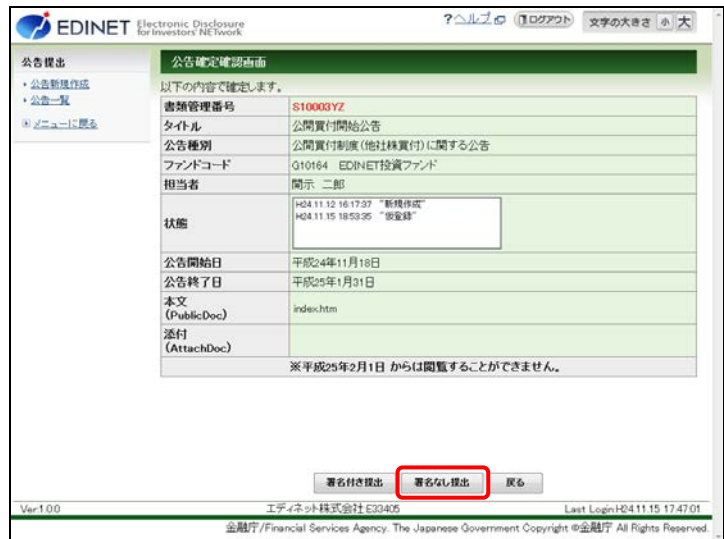 EDINET Electronic Disclosure for Investors' NETwork
?ヘルプ ログアウト 文字の大きさ 小 大
公告提出
公告新規作成
公告一覧
メニューに戻る
公告確定確認画面
以下の内容で確定します。
書類管理番号 S10003YZ
タイトル 公開買付開始公告
公告種別 公開買付制度(他社株買付)に関する公告
ファンドコード G10164 EDINET投資ファンド
担当者 開示 二郎
状態 H24.11.12 16:17:37 "新規作成"
H24.11.15 18:53:35 "仮登録"
公告開始日 平成24年11月18日
公告終了日 平成25年1月31日
本文
(PublicDoc) index.htm
添付
(AttachDoc)
※平成25年2月1日 からは閲覧することができません。
署名付き提出 署名なし提出 戻る
Ver1.0.0 エディネット株式会社 E33405 Last Login:H24.11.15 17:47:01
金融庁/Financial Services Agency. The Japanese Government Copyright ©金融庁 All Rights Reserved.